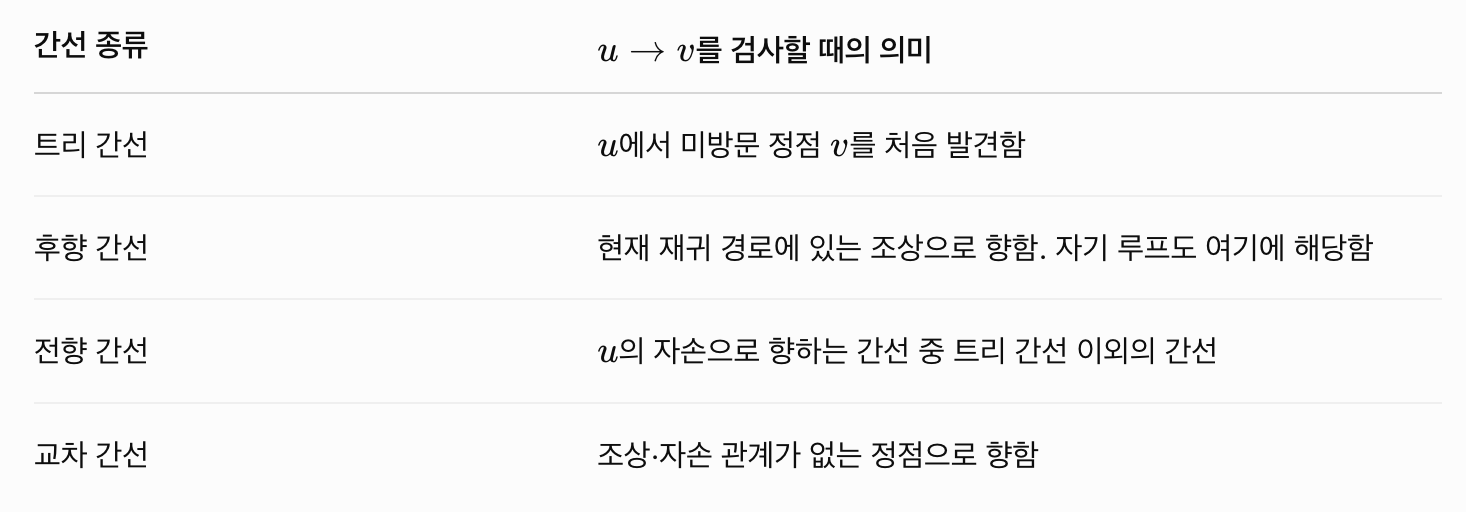 간선 종류 u → v를 검사할 때의 의미
트리 간선 u에서 미방문 정점 v를 처음 발견함
후향 간선 현재 재귀 경로에 있는 조상으로 향함. 자기 루프도 여기에 해당함
전향 간선 u의 자손으로 향하는 간선 중 트리 간선 이외의 간선
교차 간선 조상·자손 관계가 없는 정점으로 향함